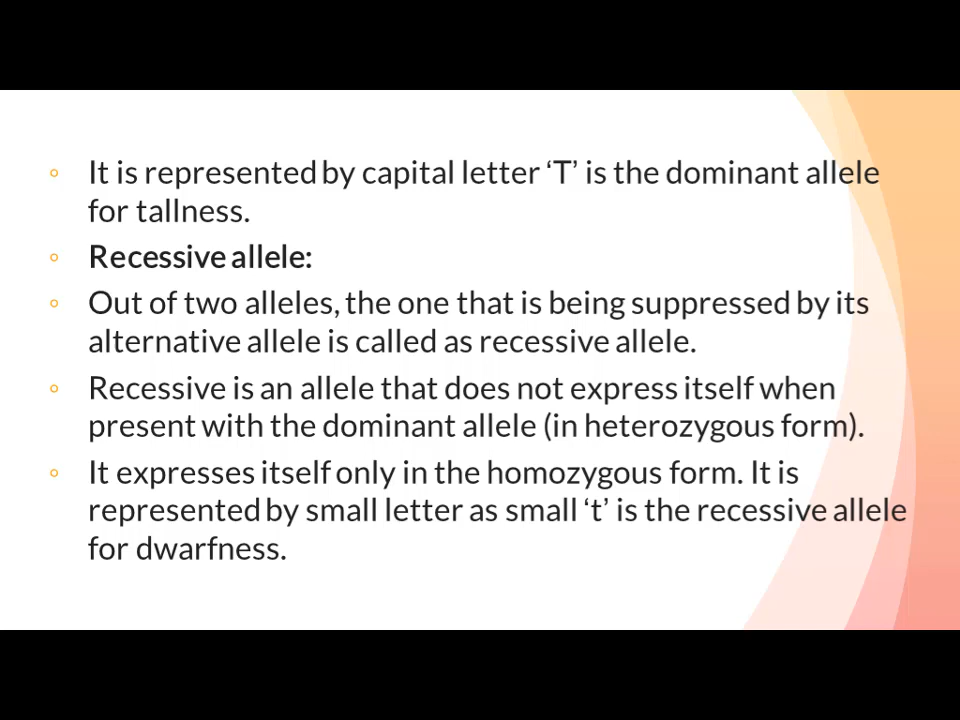 It is represented by capital letter ‘T’ is the dominant allele
for tallness.
Recessive allele:
Out of two alleles, the one that is being suppressed by its
alternative allele is called as recessive allele.
Recessive is an allele that does not express itself when
present with the dominant allele (in heterozygous form).
It expresses itself only in the homozygous form. It is
represented by small letter as small ‘t’ is the recessive allele
for dwarfness.